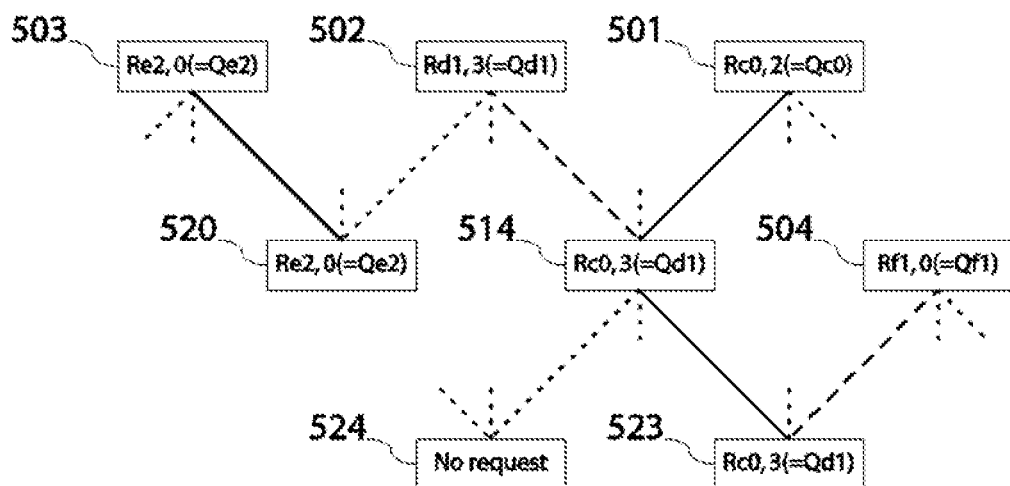 503
Re2, 0(=Qe2)
502
Rd1, 3(=Qd1)
501
Rc0, 2(=Qc0)
520
Re2, 0(=Qe2)
514
Rc0, 3(=Qd1)
504
Rf1, 0(=Qf1)
524
No request
523
Rc0, 3(=Qd1)